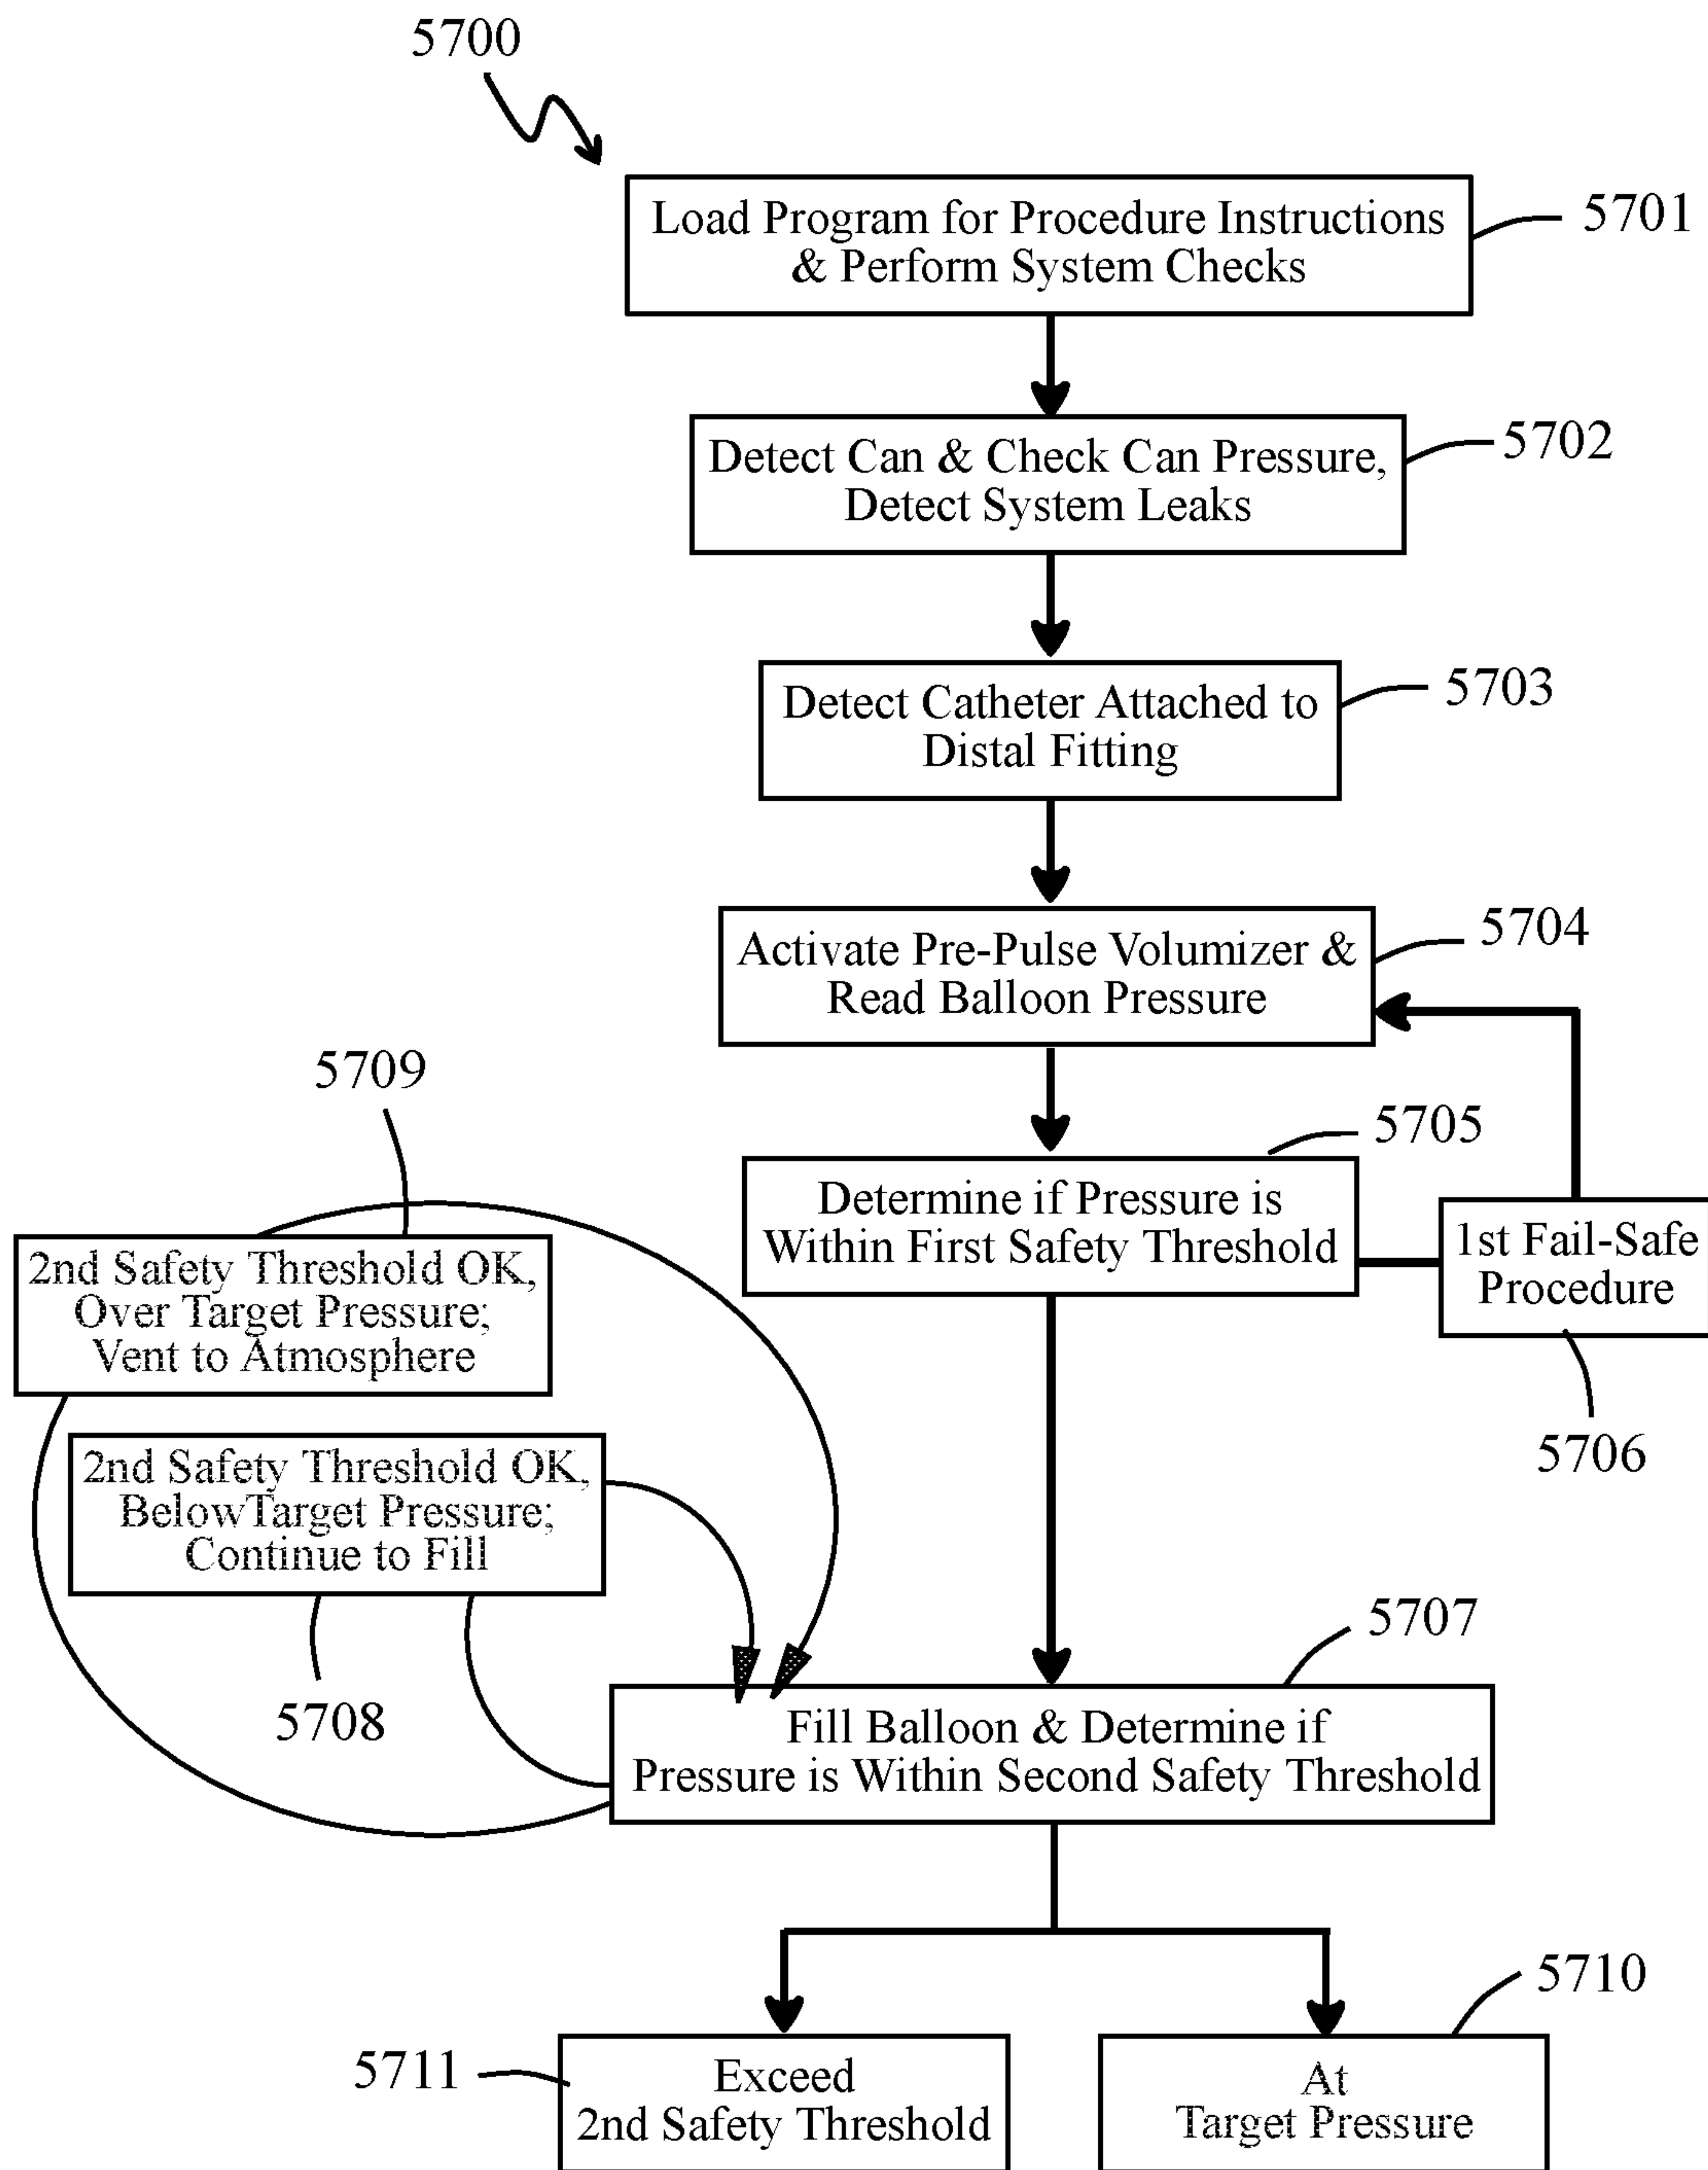 5700
Load Program for Procedure Instructions
& Perform System Checks
5701
Detect Can & Check Can Pressure,
Detect System Leaks
5702
Detect Catheter Attached to
Distal Fitting
5703
Activate Pre-Pulse Volumizer &
Read Balloon Pressure
5704
5709
5705
Determine if Pressure is
Within First Safety Threshold
1st Fail-Safe
Procedure
5706
2nd Safety Threshold OK,
Over Target Pressure;
Vent to Atmosphere
2nd Safety Threshold OK,
BelowTarget Pressure;
Continue to Fill
5708
5707
Fill Balloon & Determine if
Pressure is Within Second Safety Threshold
5710
5711
Exceed
2nd Safety Threshold
At
Target Pressure